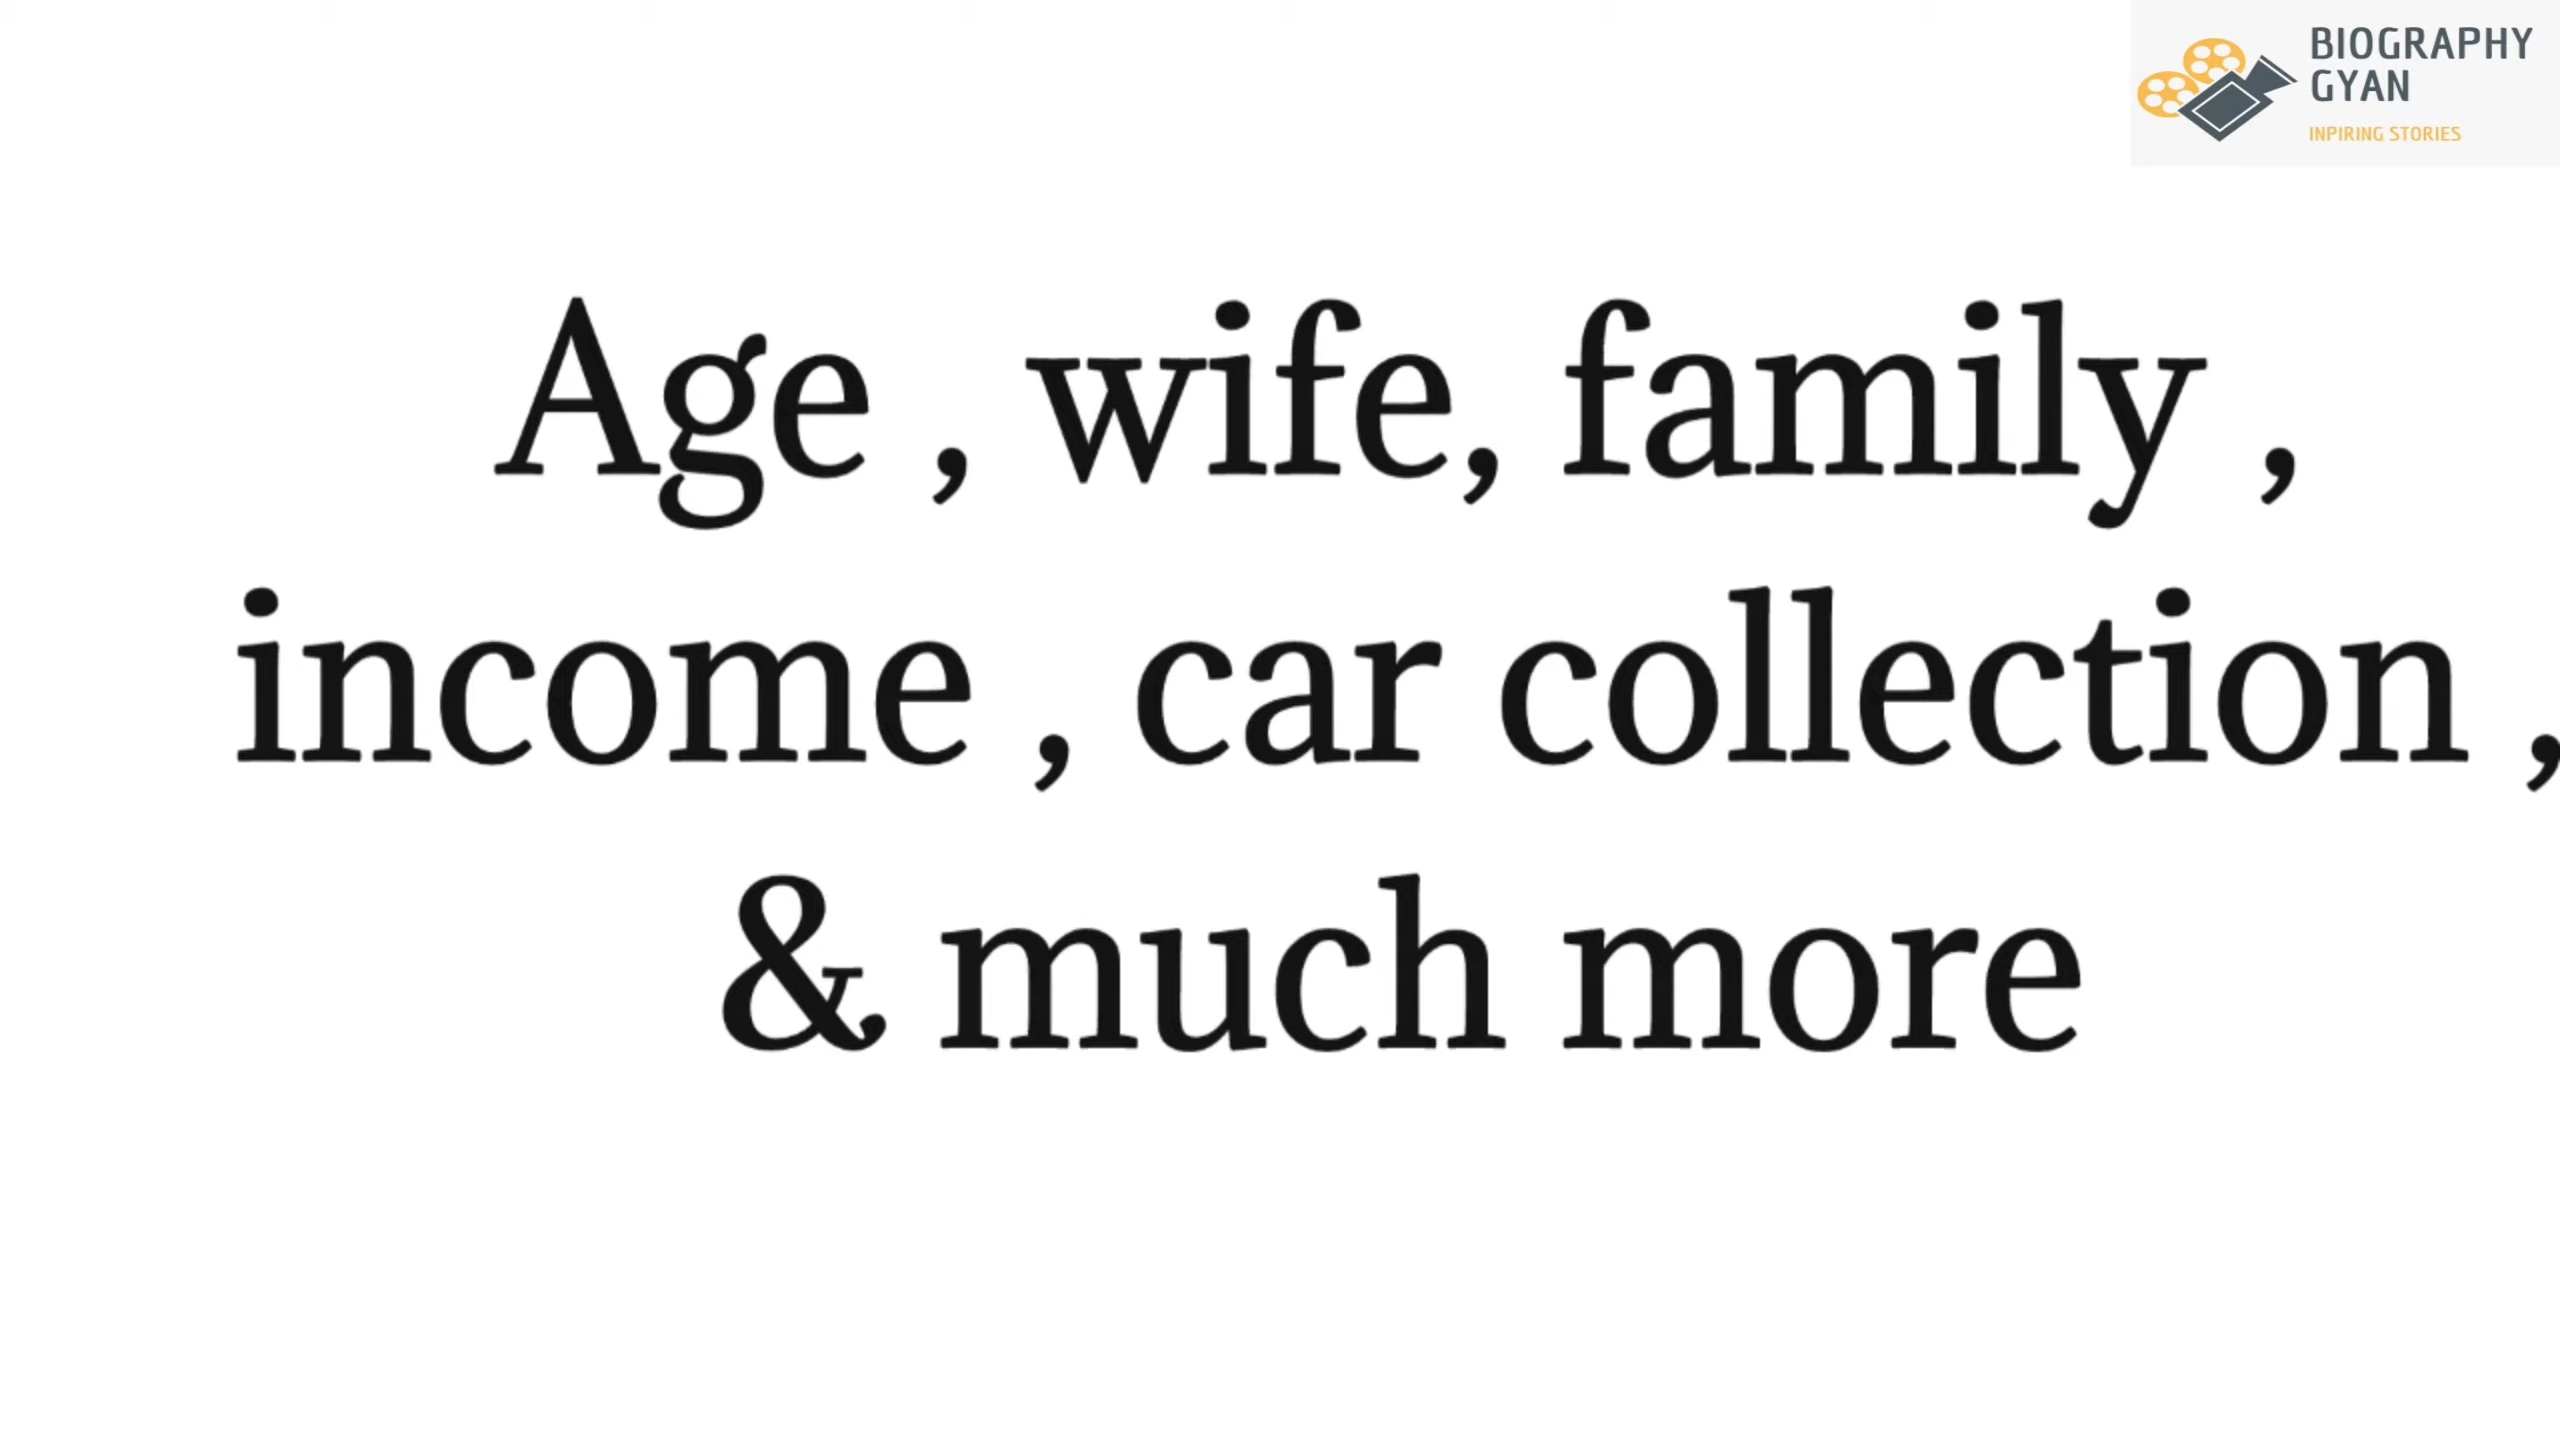 BIOGRAPHY
GYAN
INPIRING STORIES
Age , wife, family ,
income , car collection ,
& much more